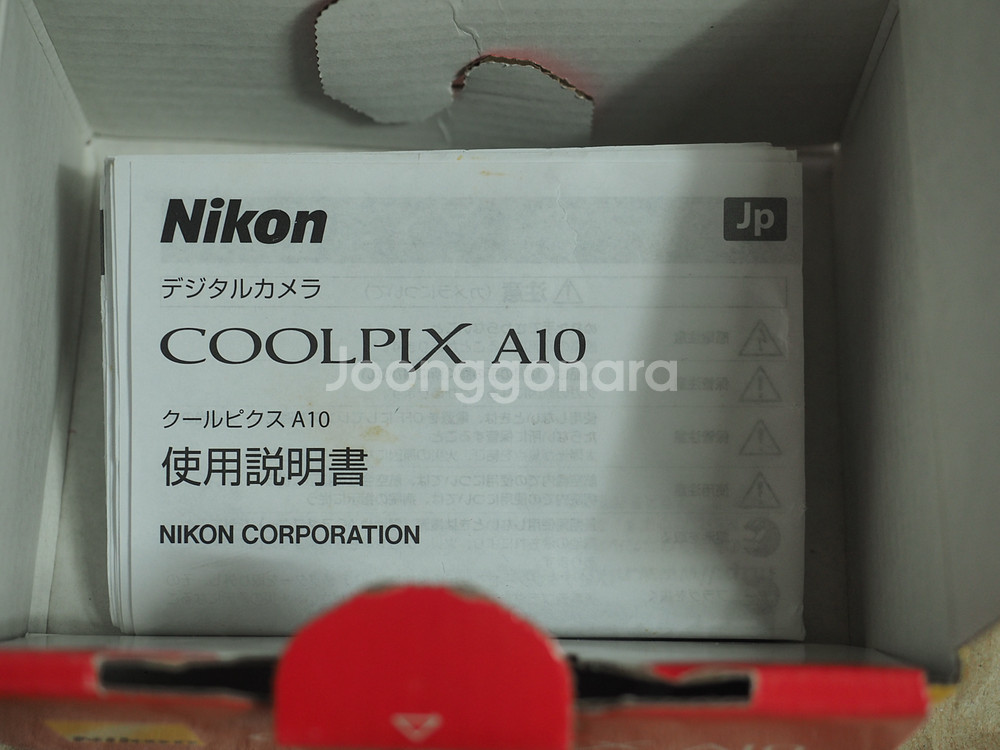 Nikon
Jp
デジタルカメラ
COOLPIX A10
Joonggonara
クールピクス A10
使用説明書
NIKON CORPORATION